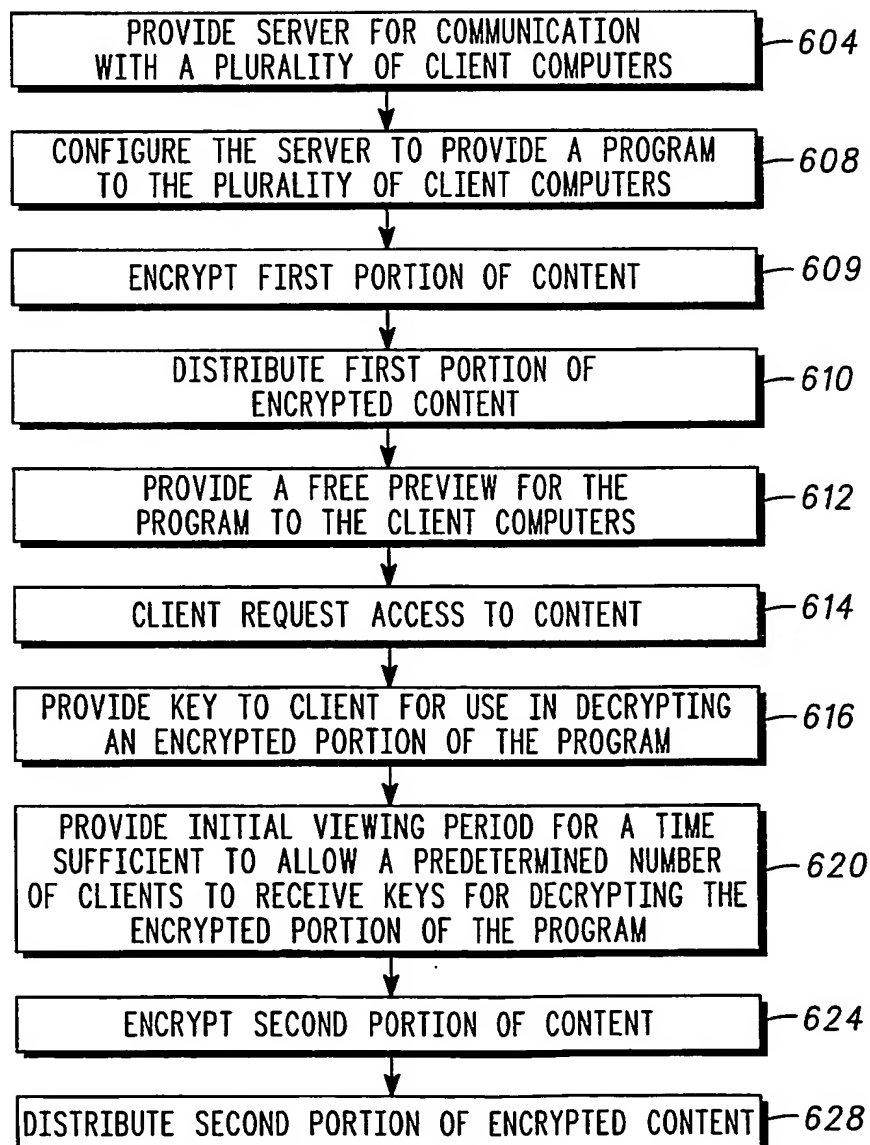 PROVIDE SERVER FOR COMMUNICATION
WITH A PLURALITY OF CLIENT COMPUTERS
604
CONFIGURE THE SERVER TO PROVIDE A PROGRAM
TO THE PLURALITY OF CLIENT COMPUTERS
608
ENCRYPT FIRST PORTION OF CONTENT
609
DISTRIBUTE FIRST PORTION OF
ENCRYPTED CONTENT
610
PROVIDE A FREE PREVIEW FOR THE
PROGRAM TO THE CLIENT COMPUTERS
612
CLIENT REQUEST ACCESS TO CONTENT
614
PROVIDE KEY TO CLIENT FOR USE IN DECRYPTING
AN ENCRYPTED PORTION OF THE PROGRAM
616
PROVIDE INITIAL VIEWING PERIOD FOR A TIME
SUFFICIENT TO ALLOW A PREDETERMINED NUMBER
OF CLIENTS TO RECEIVE KEYS FOR DECRYPTING THE
ENCRYPTED PORTION OF THE PROGRAM
620
ENCRYPT SECOND PORTION OF CONTENT
624
DISTRIBUTE SECOND PORTION OF ENCRYPTED CONTENT
628